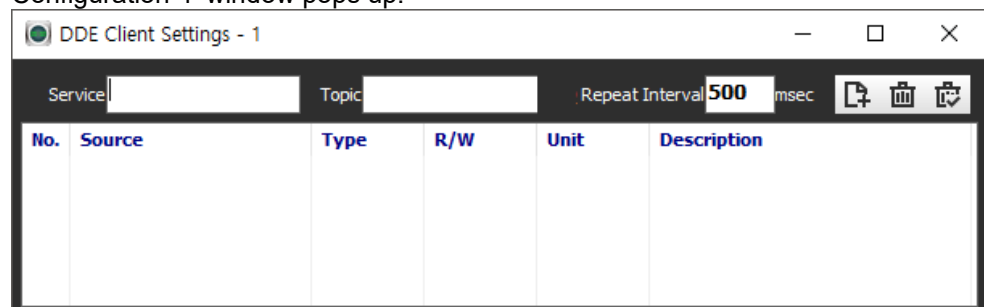 Configuration-1 window pops up.
DDE Client Settings - 1
Service Topic Repeat Interval 500 msec
No. Source Type R/W Unit Description